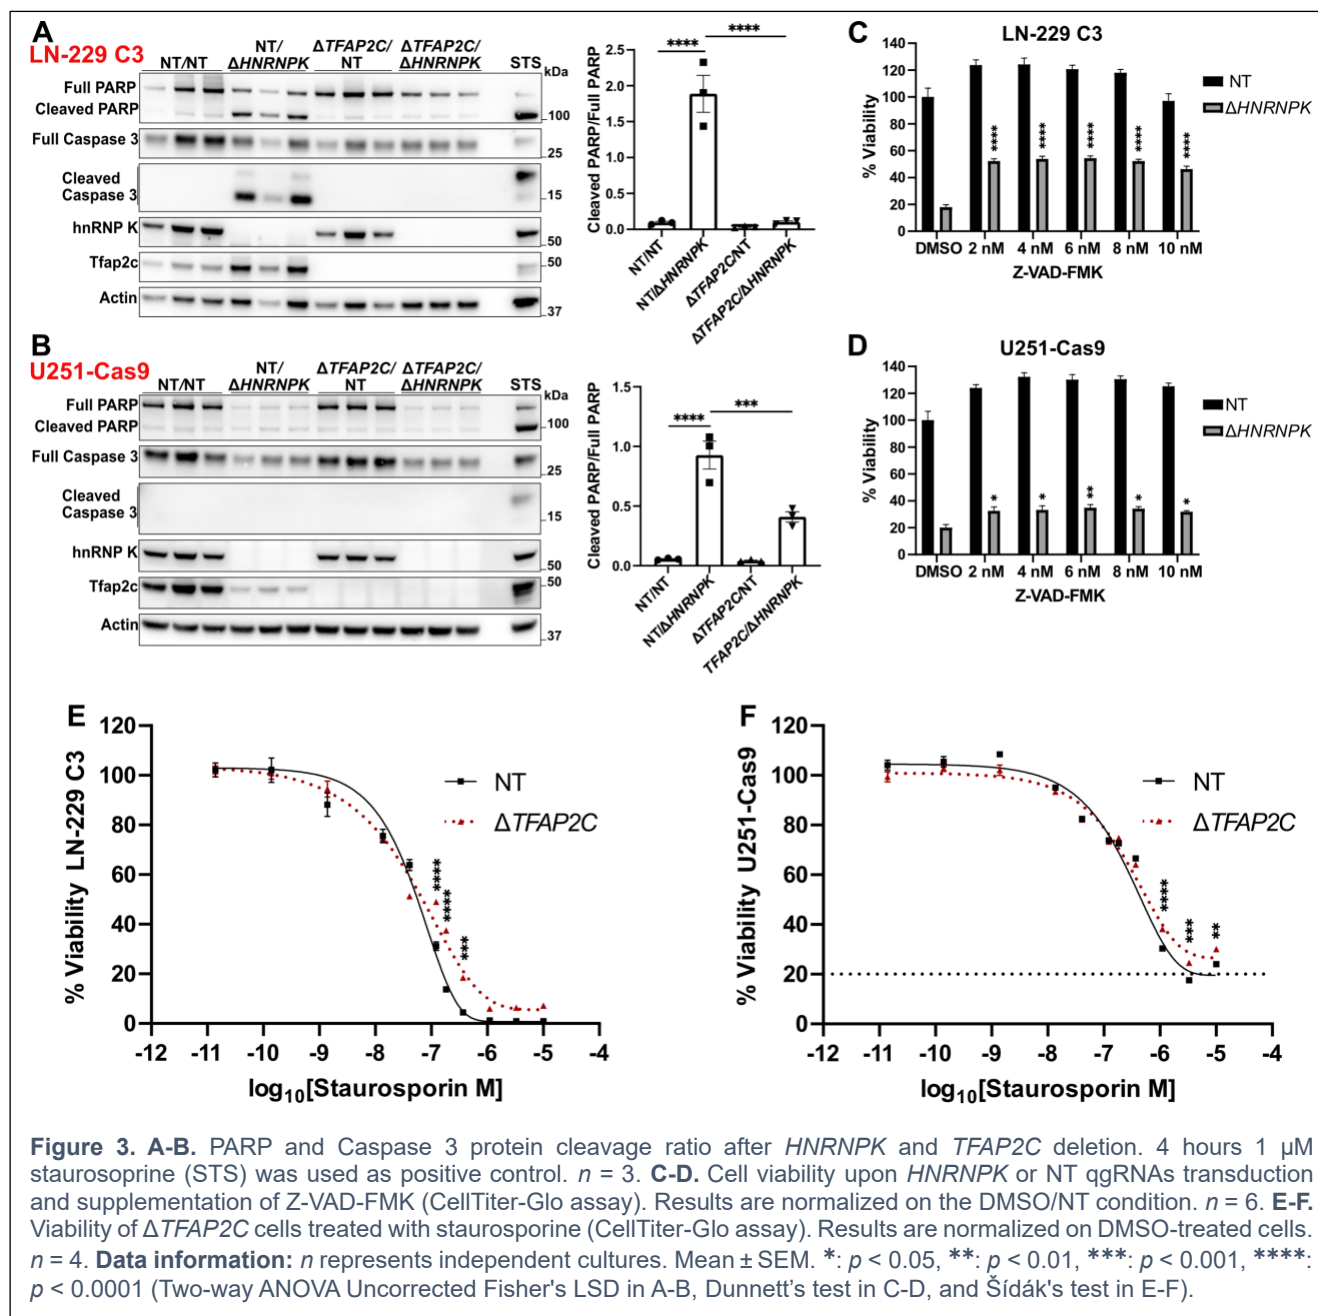 A
LN-229 C3
NT/NT
NT/
ΔHNRNPK
ΔTFAP2C/
NT
ΔTFAP2C/
ΔHNRNPK
STS
kDa
Full PARP
Cleaved PARP
100
Full Caspase 3
25
Cleaved
Caspase 3
15
hnRNP K
50
Tfap2c
50
Actin
37
****
****
Cleaved PARP/Full PARP
2.5
2.0
1.5
1.0
0.5
0.0
NT/NT
NT/ΔHNRNPK
ΔTFAP2C/NT
ΔTFAP2C/ΔHNRNPK
C
LN-229 C3
% Viability
140
120
100
80
60
40
20
0
**** **** **** **** ****
DMSO 2 nM 4 nM 6 nM 8 nM 10 nM
Z-VAD-FMK
NT
ΔHNRNPK
B
U251-Cas9
NT/NT
NT/
ΔHNRNPK
ΔTFAP2C/
NT
ΔTFAP2C/
ΔHNRNPK
STS
kDa
Full PARP
Cleaved PARP
100
Full Caspase 3
25
Cleaved
Caspase 3
15
hnRNP K
50
Tfap2c
50
Actin
37
****
***
Cleaved PARP/Full PARP
1.5
1.0
0.5
0.0
NT/NT
NT/ΔHNRNPK
ΔTFAP2C/NT
TFAP2C/ΔHNRNPK
D
U251-Cas9
% Viability
140
120
100
80
60
40
20
0
* * ** * *
DMSO 2 nM 4 nM 6 nM 8 nM 10 nM
Z-VAD-FMK
NT
ΔHNRNPK
E
% Viability LN-229 C3
120
100
80
60
40
20
0
NT
ΔTFAP2C
**** **** ***
-12 -11 -10 -9 -8 -7 -6 -5 -4
log10[Staurosporin M]
F
% Viability U251-Cas9
120
100
80
60
40
20
0
NT
ΔTFAP2C
**** *** **
-12 -11 -10 -9 -8 -7 -6 -5 -4
log10[Staurosporin M]
Figure 3. A-B. PARP and Caspase 3 protein cleavage ratio after HNRNPK and TFAP2C deletion. 4 hours 1 µM
staurosoprine (STS) was used as positive control. n = 3. C-D. Cell viability upon HNRNPK or NT qgRNAs transduction
and supplementation of Z-VAD-FMK (CellTiter-Glo assay). Results are normalized on the DMSO/NT condition. n = 6. E-F.
Viability of ΔTFAP2C cells treated with staurosporine (CellTiter-Glo assay). Results are normalized on DMSO-treated cells.
n = 4. Data information: n represents independent cultures. Mean ± SEM. *: p < 0.05, **: p < 0.01, ***: p < 0.001, ****:
p < 0.0001 (Two-way ANOVA Uncorrected Fisher's LSD in A-B, Dunnett’s test in C-D, and Šídák's test in E-F).